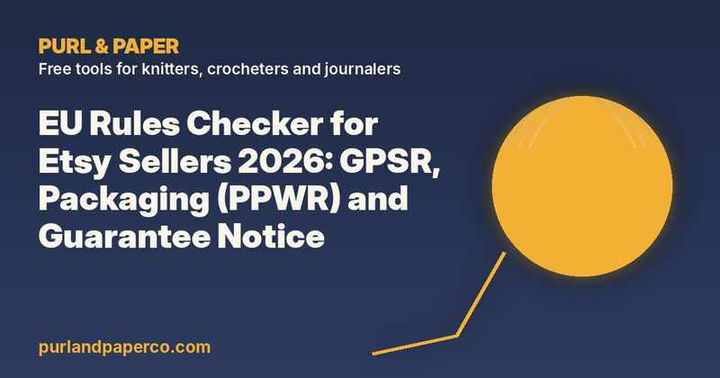 PURL & PAPER
Free tools for knitters, crocheters and journalers
EU Rules Checker for
Etsy Sellers 2026: GPSR,
Packaging (PPWR) and
Guarantee Notice
purlandpaperco.com